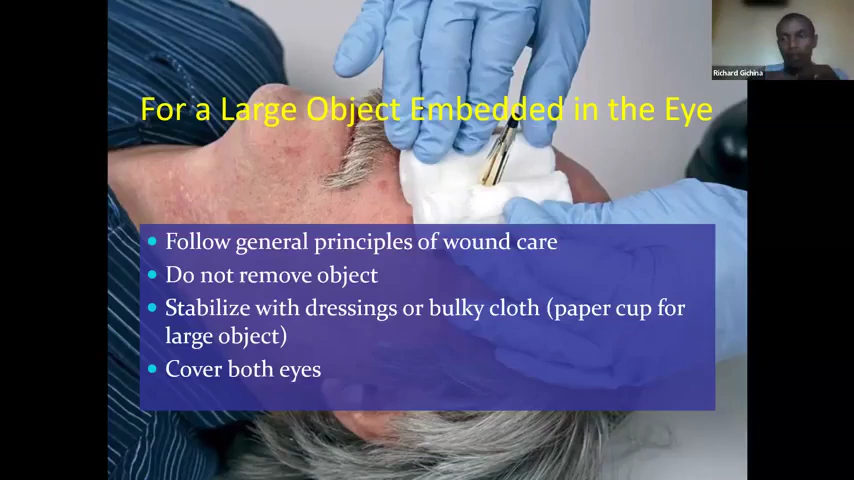 For a Large Object Embedded in the Eye
Follow general principles of wound care
Do not remove object
Stabilize with dressings or bulky cloth (paper cup for
large object)
Cover both eyes
Richard Gichina